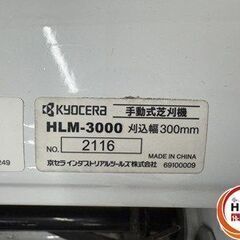 KYOCERA 手動式芝刈機
HLM-3000 刈込幅300mm
NO. 2116
MADE IN CHINA
京セラ インダストリアルツールズ株式会社 69100009
249